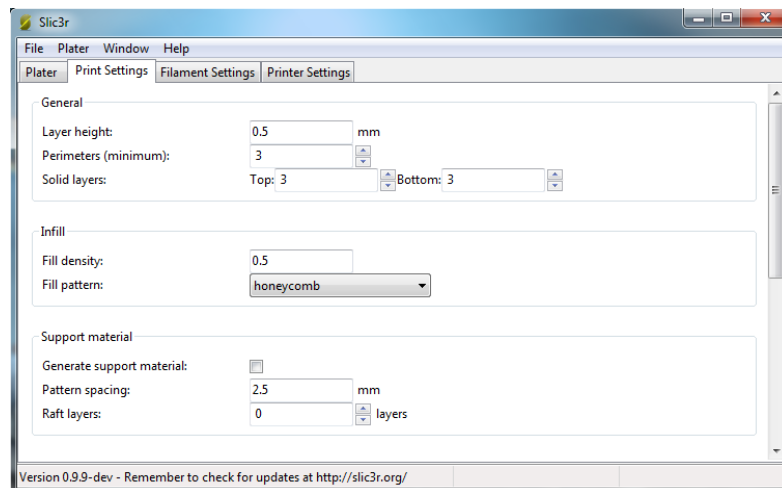 Slic3r
File Plater Window Help
Plater Print Settings Filament Settings Printer Settings
General
Layer height: 0.5 mm
Perimeters (minimum): 3
Solid layers: Top: 3 Bottom: 3
Infill
Fill density: 0.5
Fill pattern: honeycomb
Support material
Generate support material:
Pattern spacing: 2.5 mm
Raft layers: 0 layers
Version 0.9.9-dev - Remember to check for updates at http://slic3r.org/